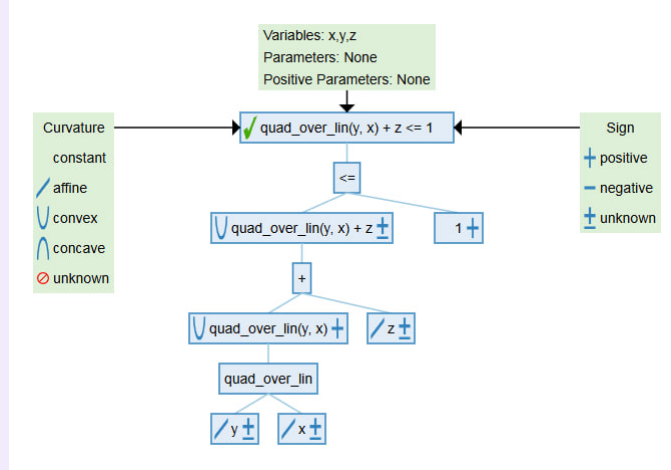 Variables: x,y,z
Parameters: None
Positive Parameters: None
Curvature
constant
affine
convex
concave
unknown
quad_over_lin(y, x) + z <= 1
Sign
positive
negative
unknown
<=
quad_over_lin(y, x) + z
1
+
quad_over_lin(y, x)
z
quad_over_lin
y
x